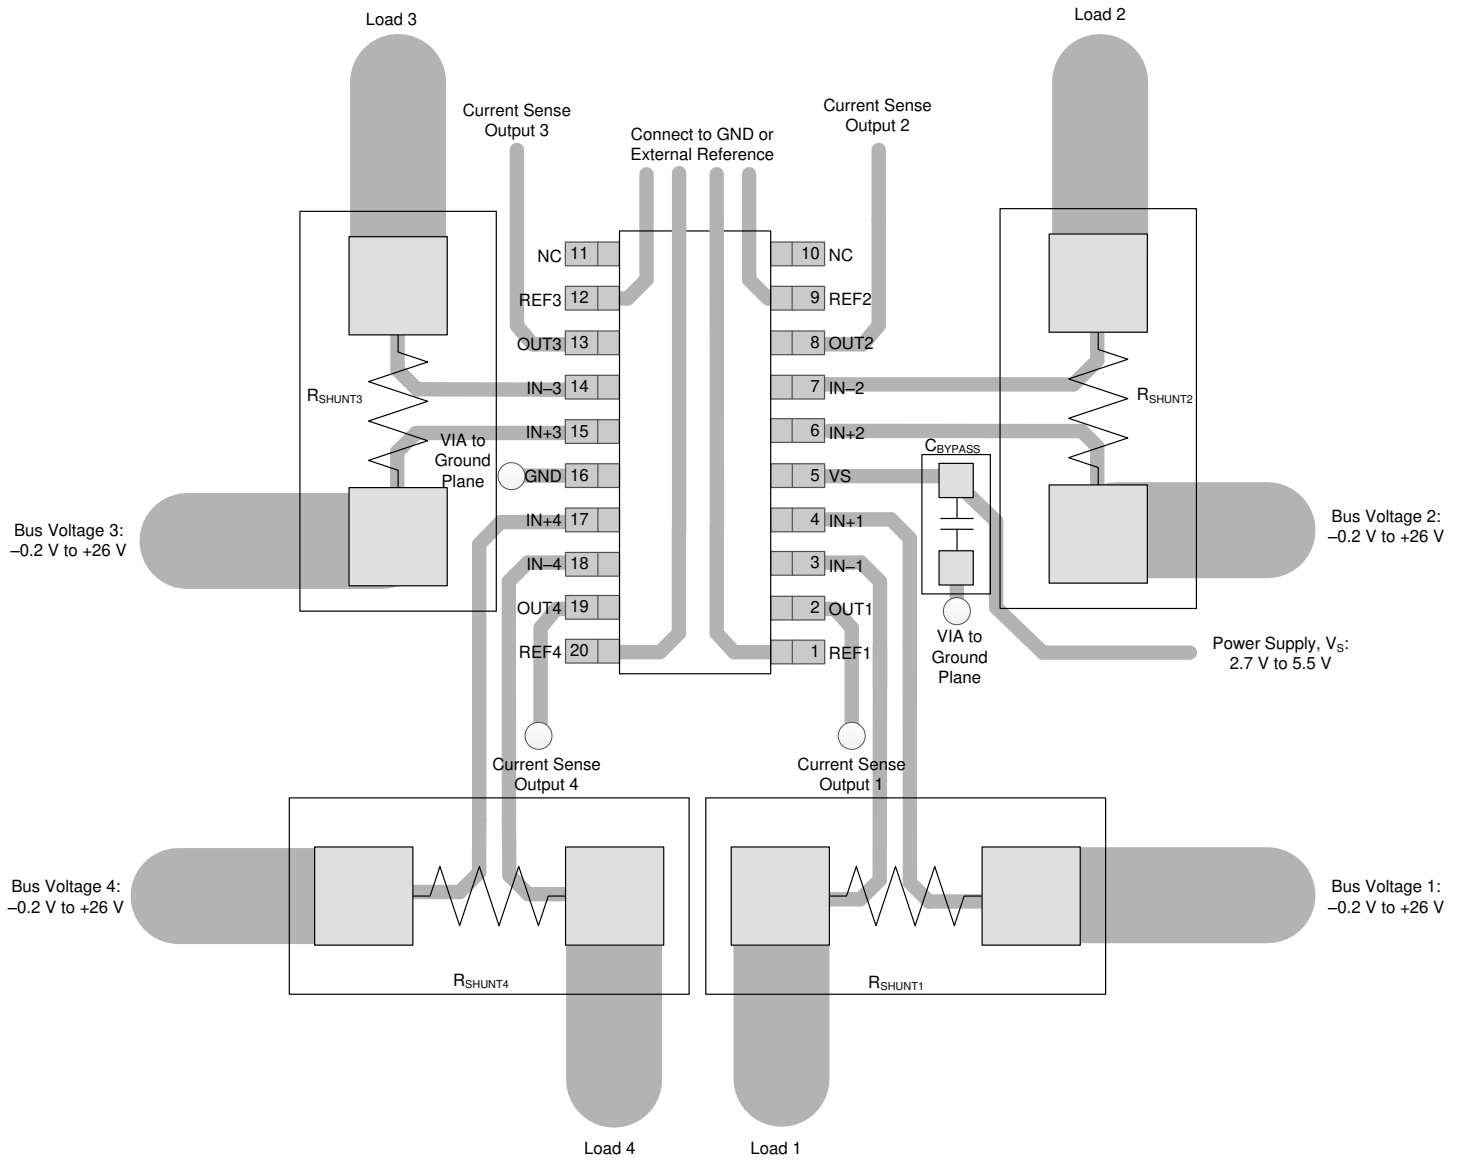 Load 3
Load 2
Current Sense
Output 3
Current Sense
Output 2
Connect to GND or
External Reference
NC 11
10 NC
REF3 12
9 REF2
OUT3 13
8 OUT2
IN–3 14
7 IN–2
RSHUNT3
RSHUNT2
IN+3 15
6 IN+2
VIA to
Ground
Plane
CBYPASS
GND 16
5 VS
IN+4 17
4 IN+1
Bus Voltage 3:
–0.2 V to +26 V
Bus Voltage 2:
–0.2 V to +26 V
IN–4 18
3 IN–1
OUT4 19
2 OUT1
REF4 20
1 REF1
VIA to
Ground
Plane
Power Supply, VS:
2.7 V to 5.5 V
Current Sense
Output 4
Current Sense
Output 1
Bus Voltage 4:
–0.2 V to +26 V
Bus Voltage 1:
–0.2 V to +26 V
RSHUNT4
RSHUNT1
Load 4
Load 1